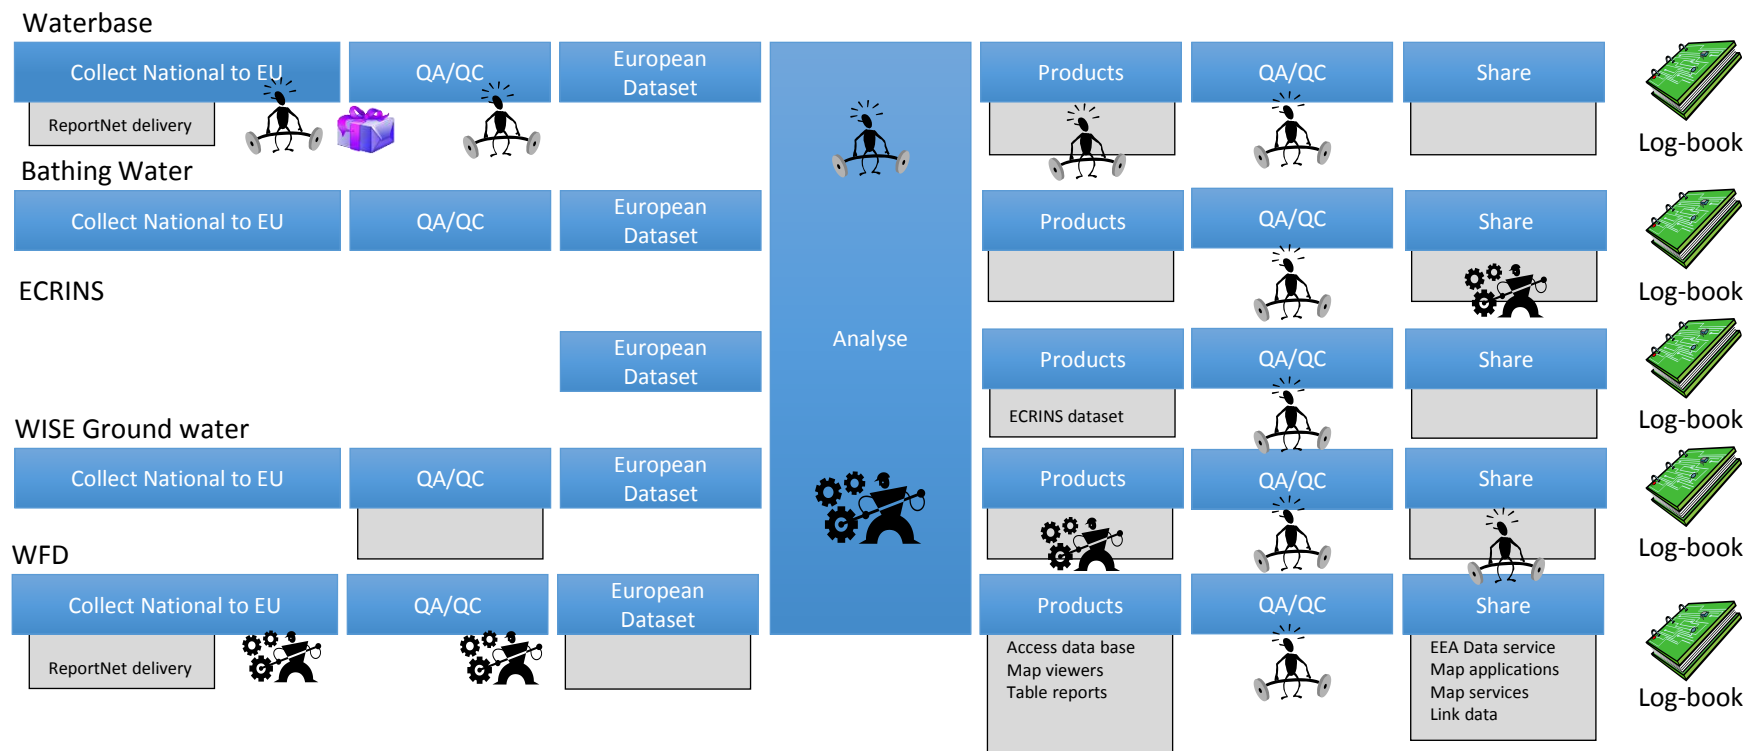 Waterbase
Collect National to EU
QA/QC
European
Dataset
Products
QA/QC
Share
ReportNet delivery
Log-book
Bathing Water
Collect National to EU
QA/QC
European
Dataset
Products
QA/QC
Share
Log-book
ECRINS
European
Dataset
Analyse
Products
QA/QC
Share
ECRINS dataset
Log-book
WISE Ground water
Collect National to EU
QA/QC
European
Dataset
Products
QA/QC
Share
Log-book
WFD
Collect National to EU
QA/QC
European
Dataset
Products
QA/QC
Share
ReportNet delivery
Access data base
Map viewers
Table reports
EEA Data service
Map applications
Map services
Link data
Log-book